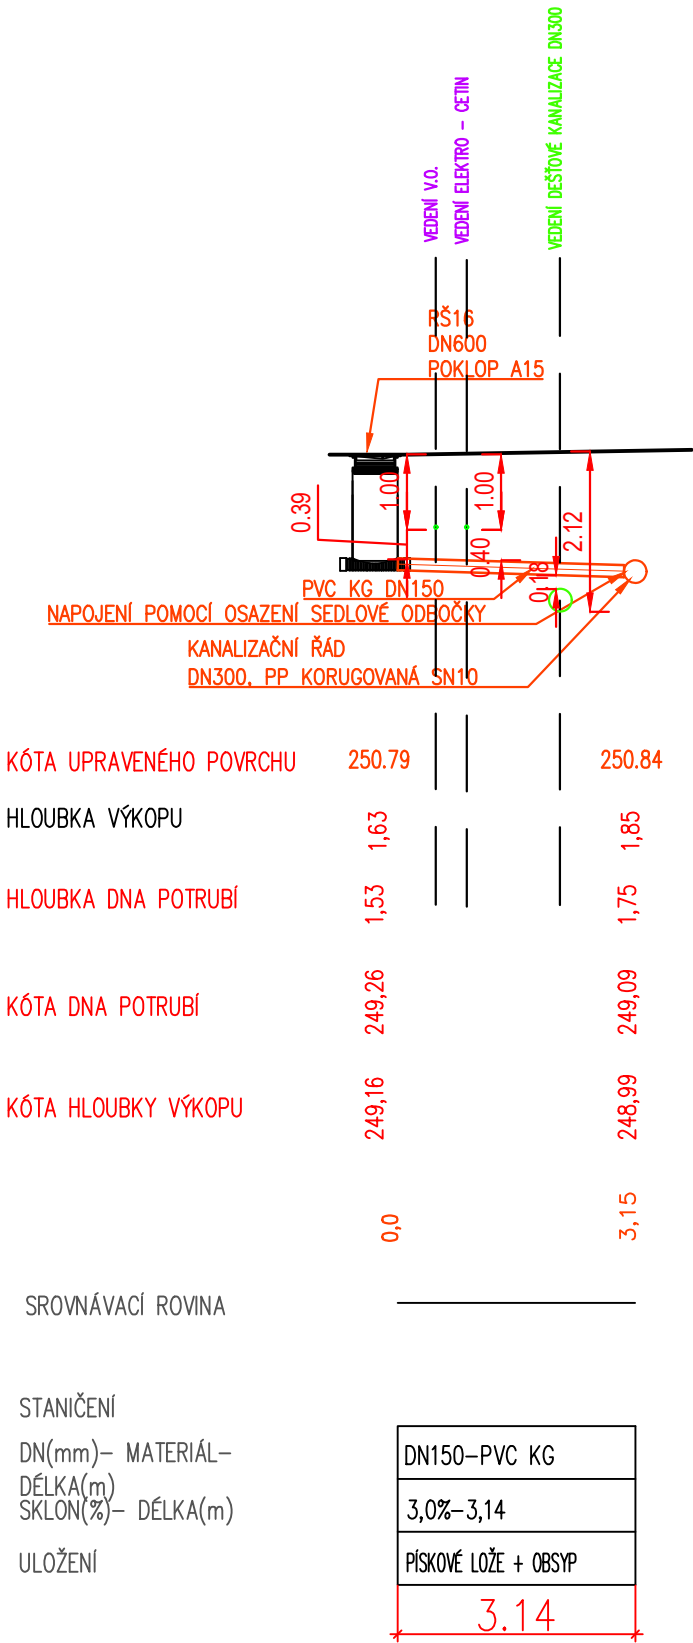 VEDENÍ V.O.
VEDENÍ ELEKTRO - CETIN
VEDENÍ DEŠŤOVÉ KANALIZACE DN300
RŠ16
DN600
POKLOP A15
0.39
1.00
1.00
0.40
0.18
2.12
PVC KG DN150
NAPOJENÍ POMOCÍ OSAZENÍ SEDLOVÉ ODBOČKY
KANALIZAČNÍ ŘÁD
DN300, PP KORUGOVANÁ SN10
KÓTA UPRAVENÉHO POVRCHU 250.79 250.84
HLOUBKA VÝKOPU 1,63 1,85
HLOUBKA DNA POTRUBÍ 1,53 1,75
KÓTA DNA POTRUBÍ 249,26 249,09
KÓTA HLOUBKY VÝKOPU 249,16 248,99
0,0 3,15
SROVNÁVACÍ ROVINA
STANIČENÍ
DN(mm)- MATERIÁL- DN150-PVC KG
DÉLKA(m)
SKLON(%)- DÉLKA(m) 3,0%-3,14
ULOŽENÍ PÍSKOVÉ LOŽE + OBSYP
3.14